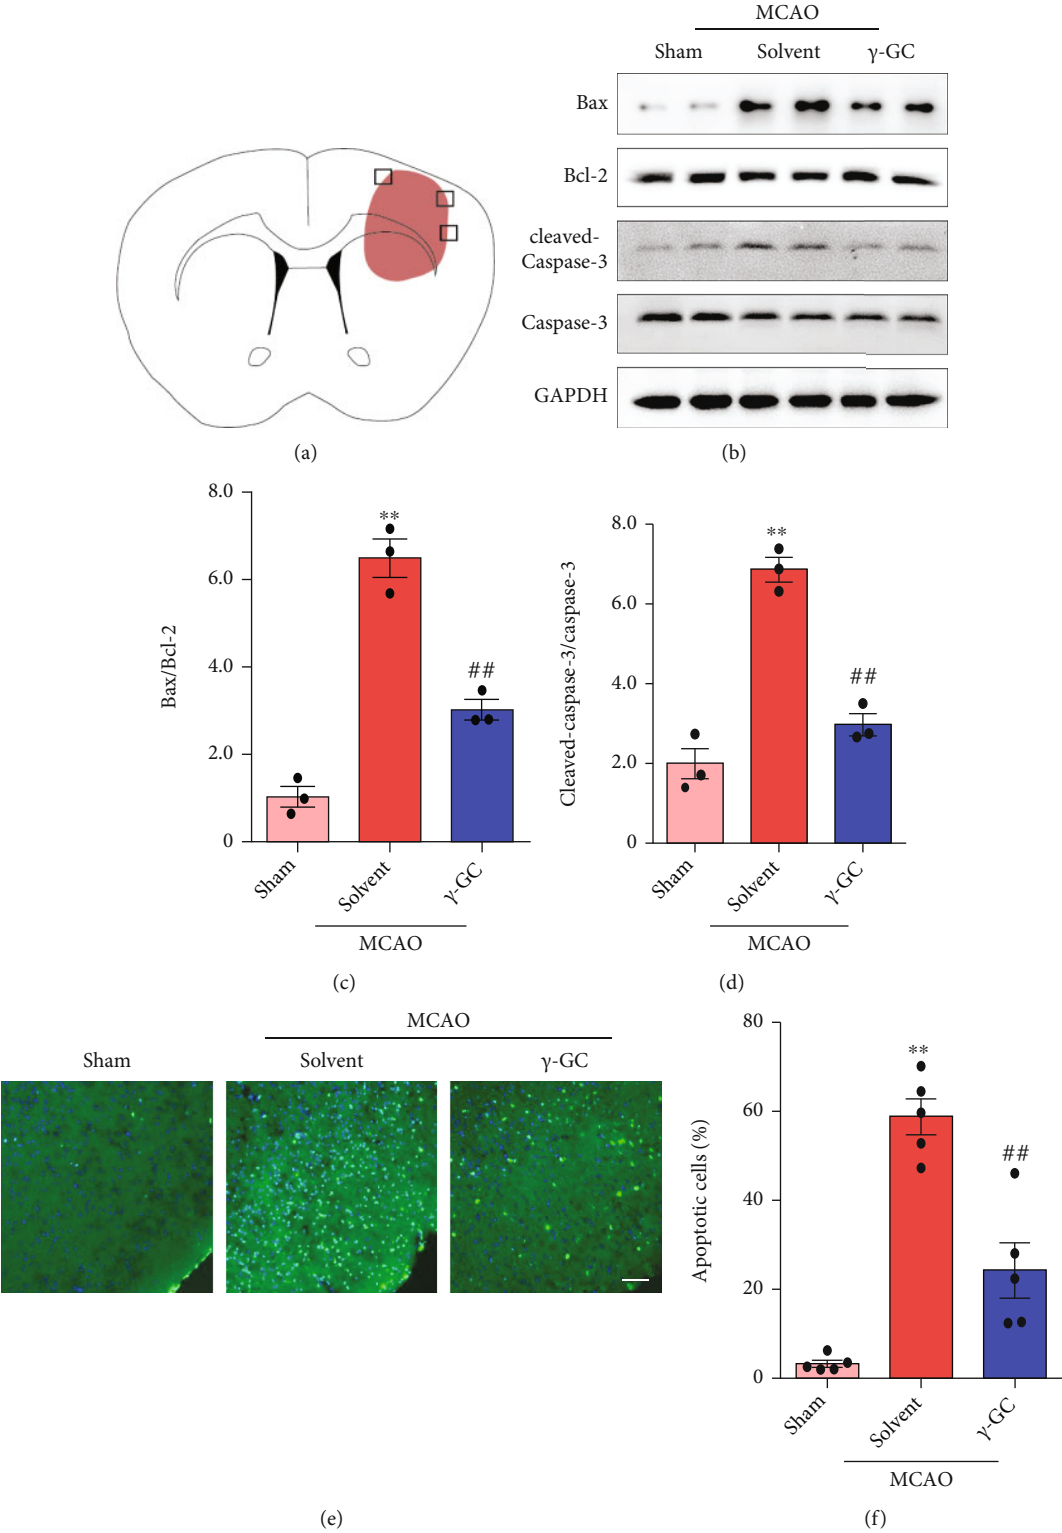 MCAO
Sham Solvent γ-GC
Bax
Bcl-2
cleaved-
Caspase-3
Caspase-3
GAPDH
(a)
(b)
8.0
6.0
4.0
2.0
0
Bax/Bcl-2
**
##
Sham
Solvent
γ-GC
MCAO
(c)
8.0
6.0
4.0
2.0
0
Cleaved-caspase-3/caspase-3
**
##
Sham
Solvent
γ-GC
MCAO
(d)
MCAO
Sham Solvent γ-GC
(e)
80
60
40
20
0
Apoptotic cells (%)
**
##
Sham
Solvent
γ-GC
MCAO
(f)